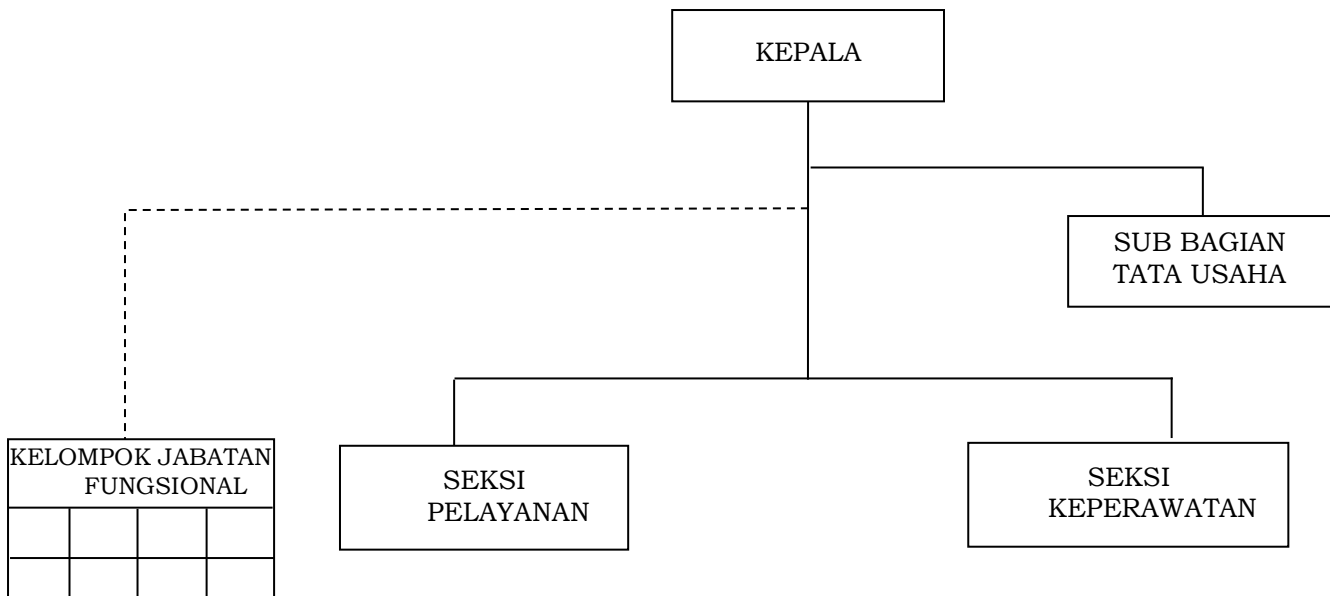 KEPALA
SUB BAGIAN
TATA USAHA
KELOMPOK JABATAN
FUNGSIONAL
SEKSI
PELAYANAN
SEKSI
KEPERAWATAN